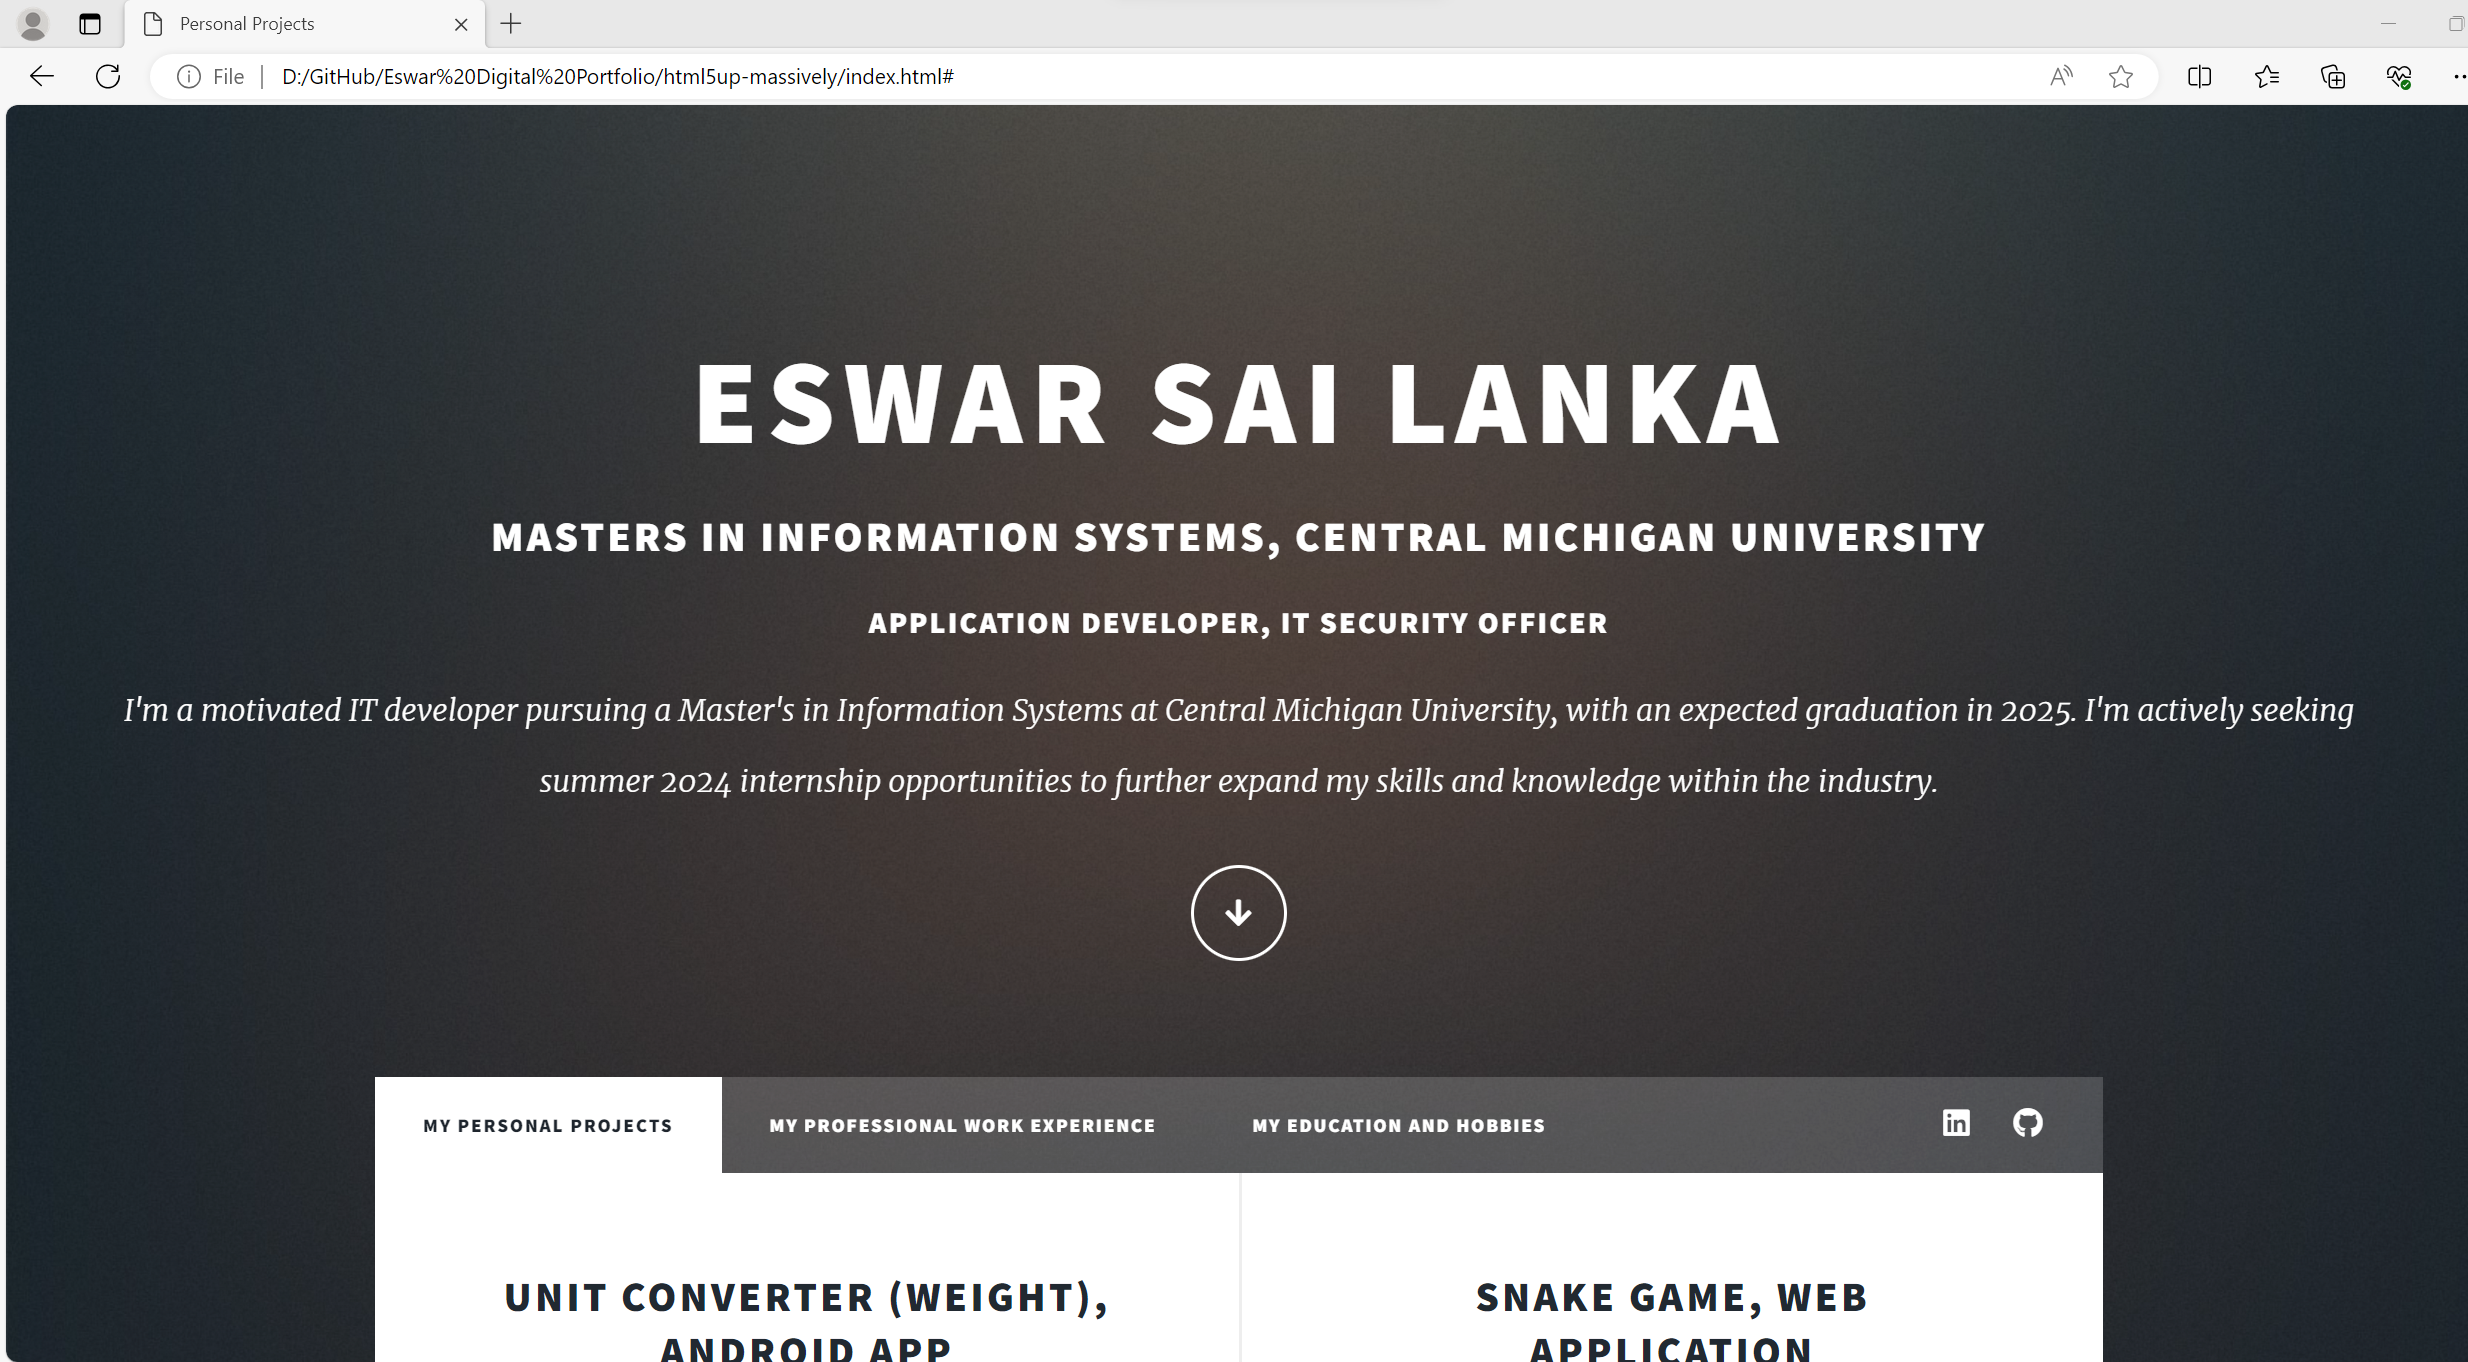 Personal Projects
File
D:/GitHub/Eswar%20Digital%20Portfolio/html5up-massively/index.html#
ESWAR SAI LANKA
MASTERS IN INFORMATION SYSTEMS, CENTRAL MICHIGAN UNIVERSITY
APPLICATION DEVELOPER, IT SECURITY OFFICER
I'm a motivated IT developer pursuing a Master's in Information Systems at Central Michigan University, with an expected graduation in 2025. I'm actively seeking
summer 2024 internship opportunities to further expand my skills and knowledge within the industry.
MY PERSONAL PROJECTS
MY PROFESSIONAL WORK EXPERIENCE
MY EDUCATION AND HOBBIES
UNIT CONVERTER (WEIGHT),
ANDROID APP
SNAKE GAME, WEB
APPLICATION